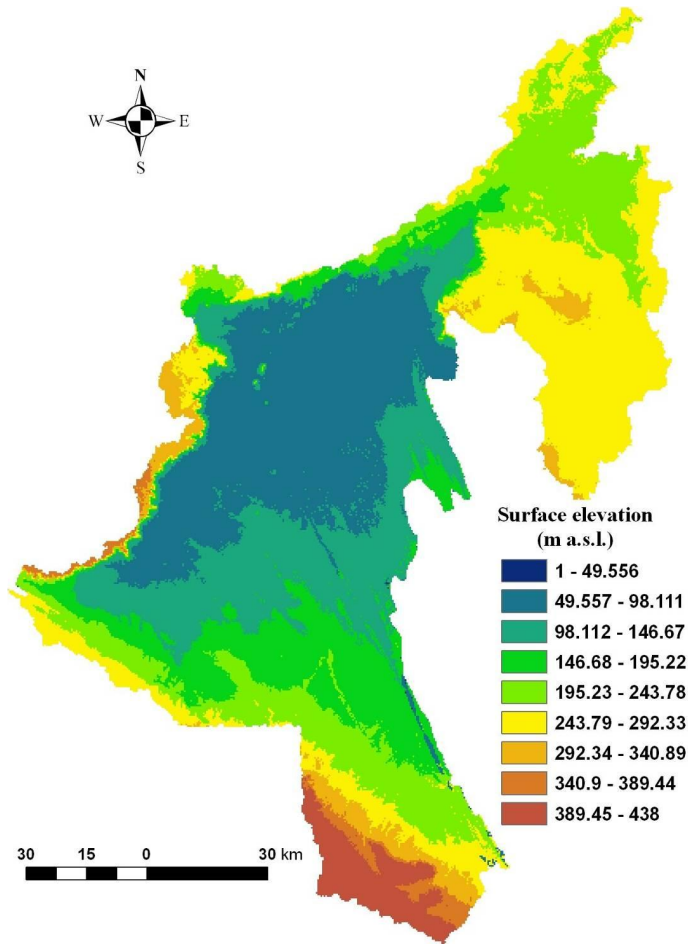 N
W E
S
Surface elevation
(m a.s.l.)
1 - 49.556
49.557 - 98.111
98.112 - 146.67
146.68 - 195.22
195.23 - 243.78
243.79 - 292.33
292.34 - 340.89
340.9 - 389.44
389.45 - 438
30 15 0 30 km